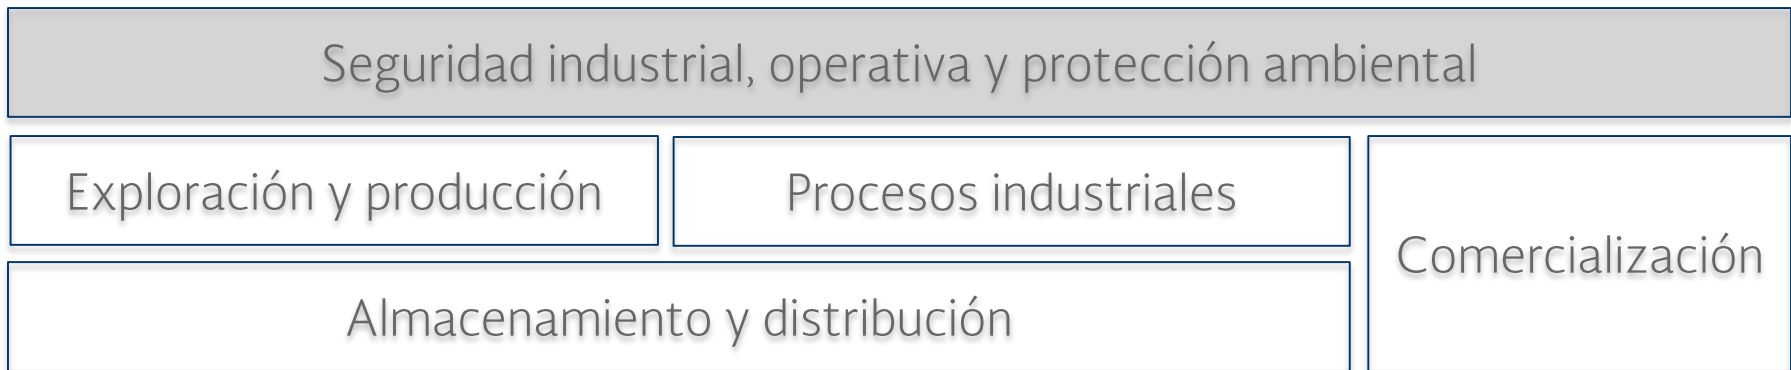 Seguridad industrial, operativa y protección ambiental
Exploración y producción
Procesos industriales
Comercialización
Almacenamiento y distribución